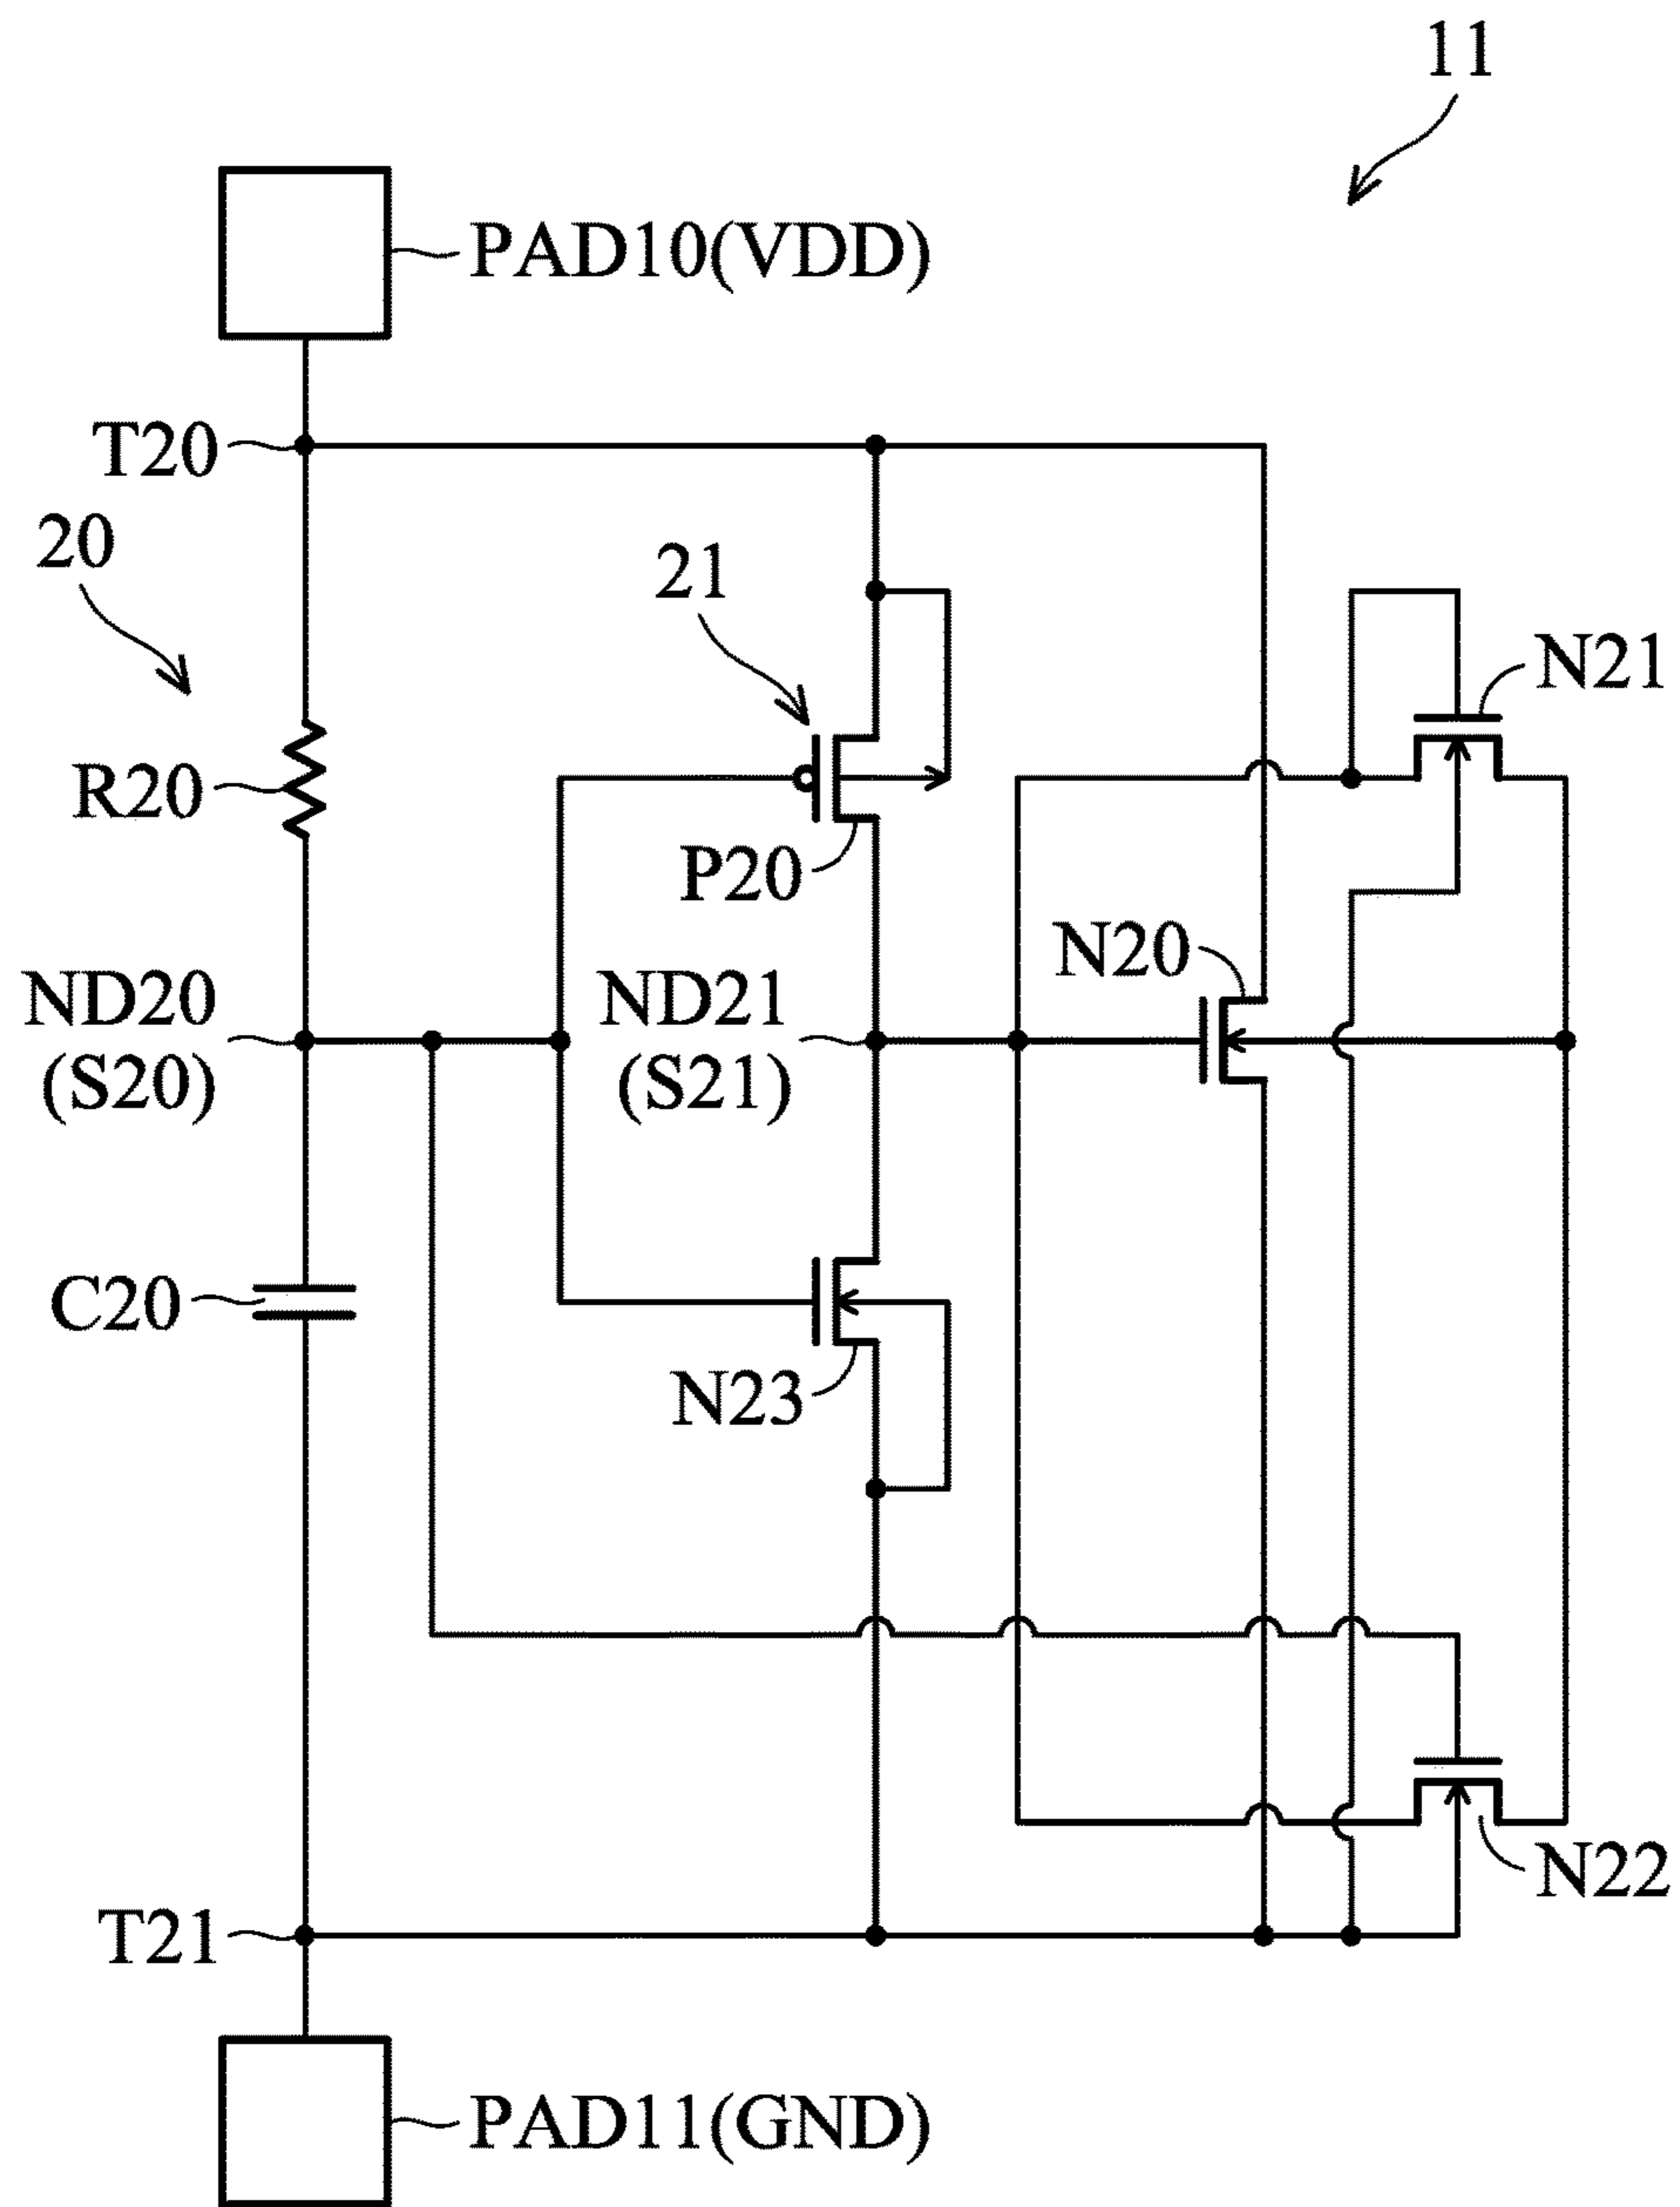 11
PAD10(VDD)
T20
20
21
N21
R20
P20
N20
ND20
(S20)
ND21
(S21)
C20
N23
N22
T21
PAD11(GND)